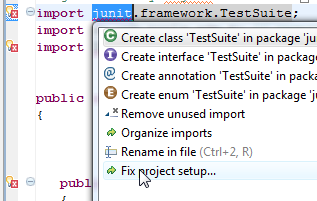 import junit.framework.TestSuite;
import
import
Create class 'TestSuite' in package 'ju
Create interface 'TestSuite' in packag
Create annotation 'TestSuite' in packa
Create enum 'TestSuite' in package 'ju
Remove unused import
Organize imports
Rename in file (Ctrl+2, R)
Fix project setup...
public
{
publ
{